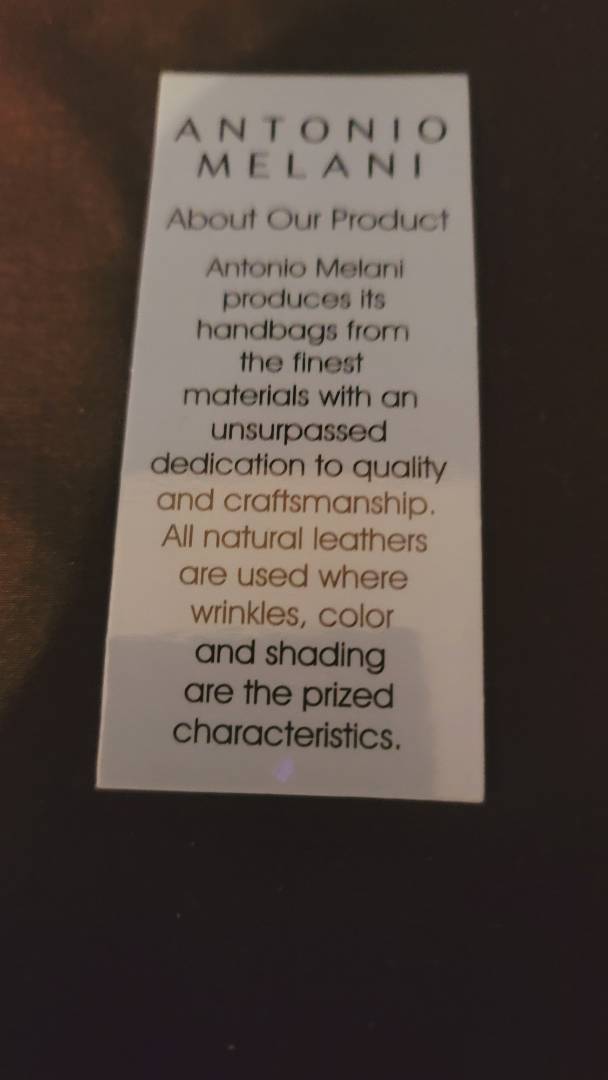 ANTONIO
MELANI
About Our Product
Antonio Melani
produces its
handbags from
the finest
materials with an
unsurpassed
dedication to quality
and craftsmanship.
All natural leathers
are used where
wrinkles, color
and shading
are the prized
characteristics.